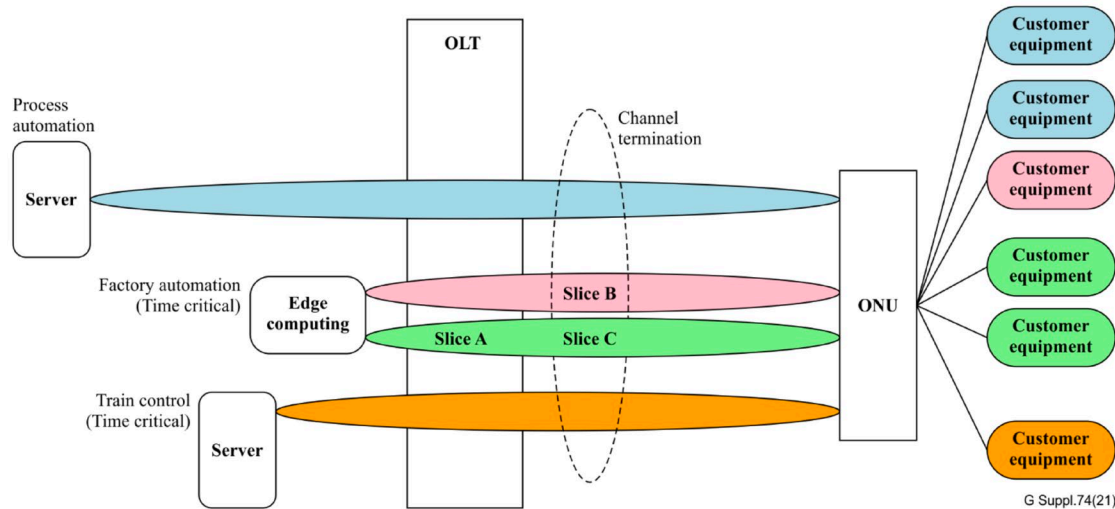 OLT
Customer
equipment
Customer
equipment
Process
automation
Channel
termination
Server
Customer
equipment
Factory automation
(Time critical)
Edge
computing
Slice B
ONU
Customer
equipment
Slice A
Slice C
Customer
equipment
Train control
(Time critical)
Server
Customer
equipment
G Suppl.74(21)